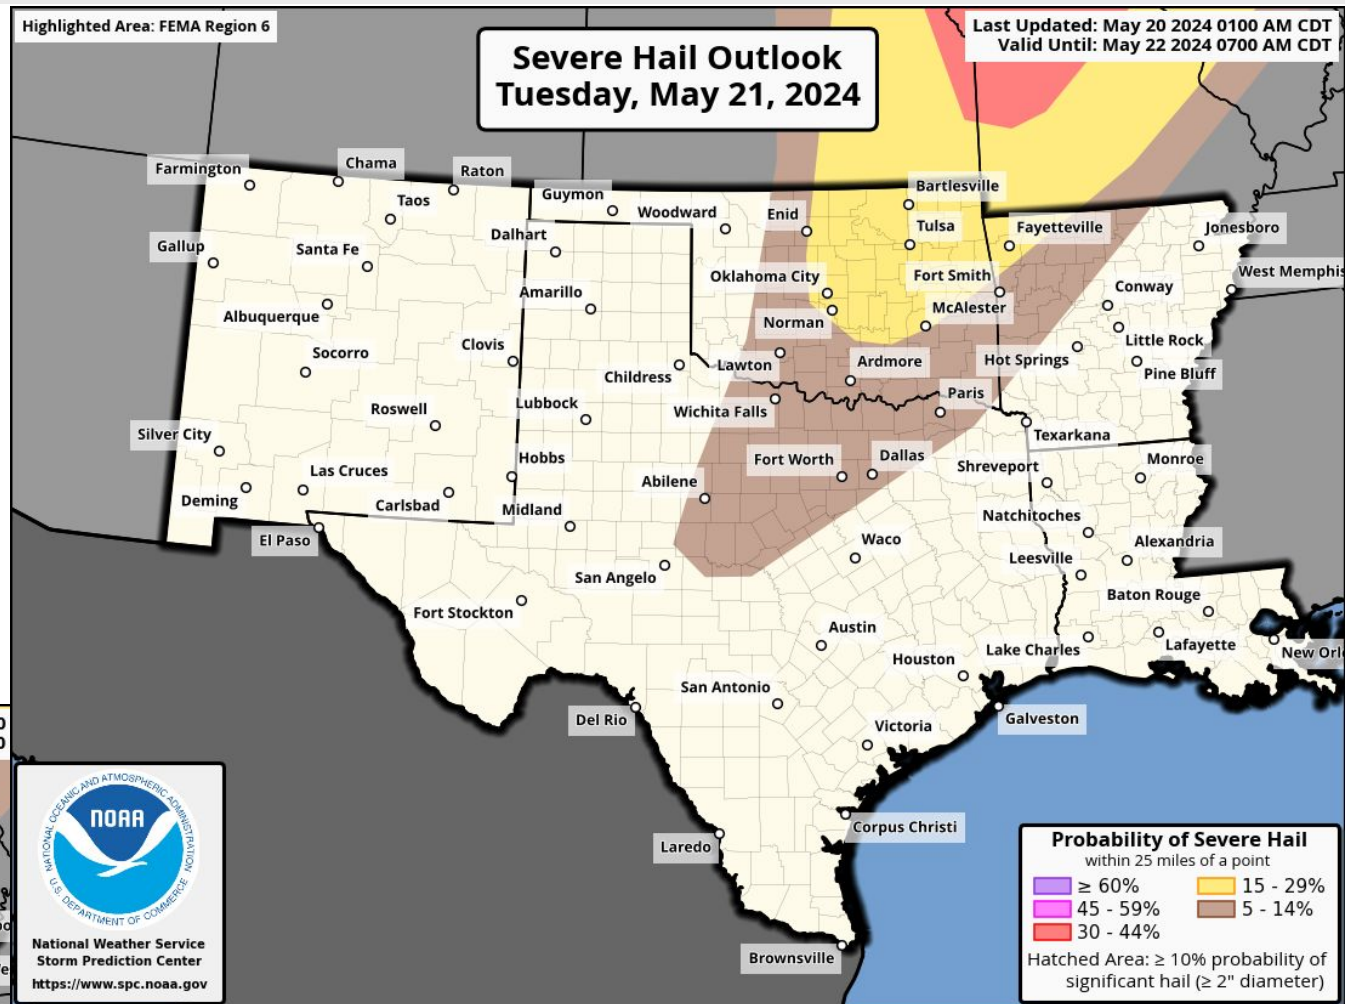 Highlighted Area: FEMA Region 6
Severe Hail Outlook
Tuesday, May 21, 2024
Last Updated: May 20 2024 0100 AM CDT
Valid Until: May 22 2024 0700 AM CDT
Farmington
Chama
Raton
Taos
Guymon
Woodward
Enid
Bartlesville
Gallup
Santa Fe
Dalhart
Tulsa
Fayetteville
Jonesboro
Albuquerque
Amarillo
Oklahoma City
Fort Smith
West Memphis
Norman
McAlester
Conway
Socorro
Clovis
Childress
Lawton
Ardmore
Hot Springs
Little Rock
Pine Bluff
Roswell
Lubbock
Wichita Falls
Paris
Texarkana
Silver City
Las Cruces
Hobbs
Abilene
Fort Worth
Dallas
Shreveport
Monroe
Deming
Carlsbad
Midland
Natchitoches
El Paso
San Angelo
Waco
Leesville
Alexandria
Fort Stockton
Baton Rouge
Austin
Houston
Lake Charles
Lafayette
New Orl
San Antonio
Del Rio
Victoria
Galveston
Laredo
Corpus Christi
Brownsville
0
0
NATIONAL OCEANIC AND ATMOSPHERIC ADMINISTRATION
NOAA
U.S. DEPARTMENT OF COMMERCE
National Weather Service
Storm Prediction Center
https://www.spc.noaa.gov
Probability of Severe Hail
within 25 miles of a point
≥ 60%
15 - 29%
45 - 59%
5 - 14%
30 - 44%
Hatched Area: ≥ 10% probability of
significant hail (≥ 2" diameter)